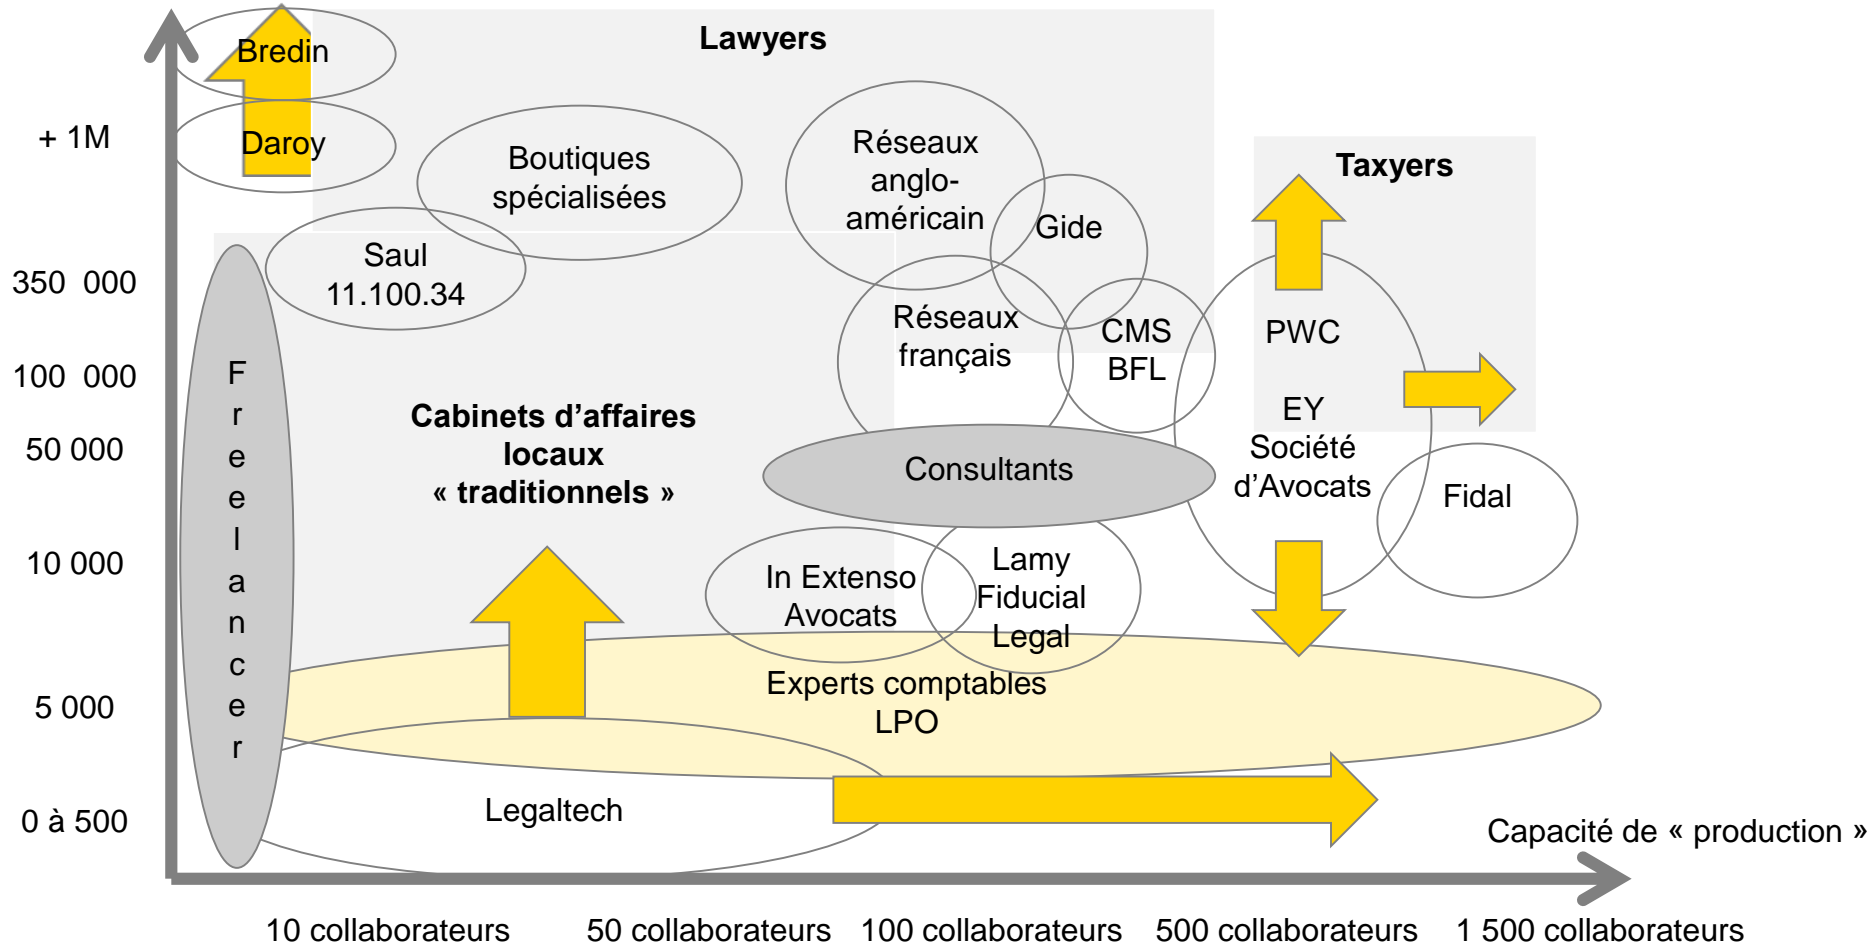 Bredin
Lawyers
+ 1M
Daroy
Boutiques
spécialisées
Réseaux
anglo-
américain
Taxyers
Gide
Saul
11.100.34
350 000
Réseaux
français
CMS
BFL
PWC
100 000
F
r
e
e
l
a
n
c
e
r
Cabinets d’affaires
locaux
« traditionnels »
EY
Société
d’Avocats
50 000
Consultants
Fidal
10 000
In Extenso
Avocats
Lamy
Fiducial
Legal
5 000
Experts comptables
LPO
0 à 500
Legaltech
Capacité de « production »
10 collaborateurs
50 collaborateurs
100 collaborateurs
500 collaborateurs
1 500 collaborateurs